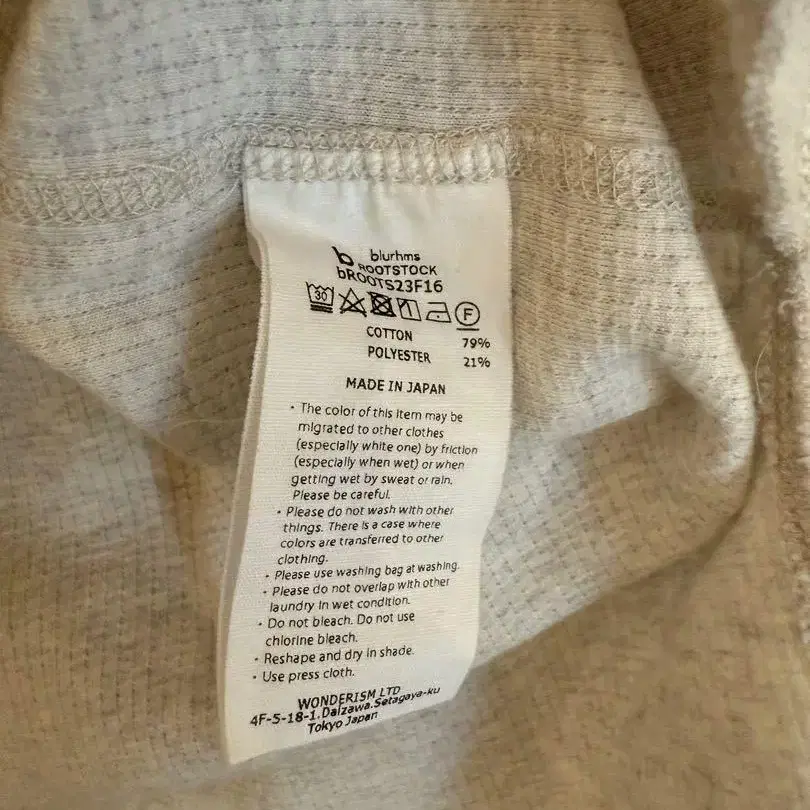 b blurhms
ROOTSTOCK
bROOTS23F16
30 F
COTTON 79%
POLYESTER 21%
MADE IN JAPAN
・The color of this item may be
migrated to other clothes
(especially white one) by friction
(especially when wet) or when
getting wet by sweat or rain.
Please be careful.
・Please do not wash with other
things. There is a case where
colors are transferred to other
clothing.
・Please use washing bag at washing.
・Please do not overlap with other
laundry in wet condition.
・Do not bleach. Do not use
chlorine bleach.
・Reshape and dry in shade.
・Use press cloth.
WONDERISM LTD
4F-5-18-1.Daizawa.Setagaya-ku
Tokyo Japan